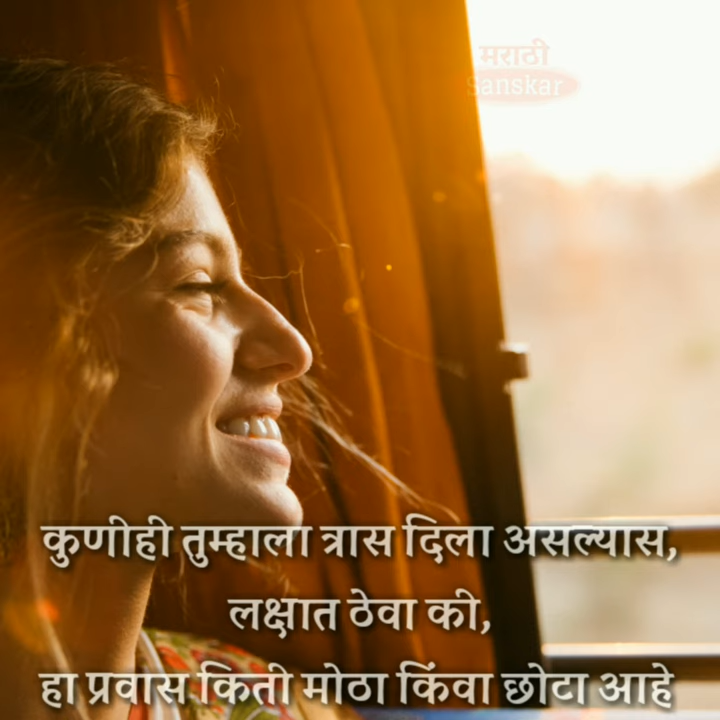 मराठी
Sanskar
कुणीही तुम्हाला त्रास दिला असल्यास,
लक्षात ठेवा की,
हा प्रवास किती मोठा किंवा छोटा आहे